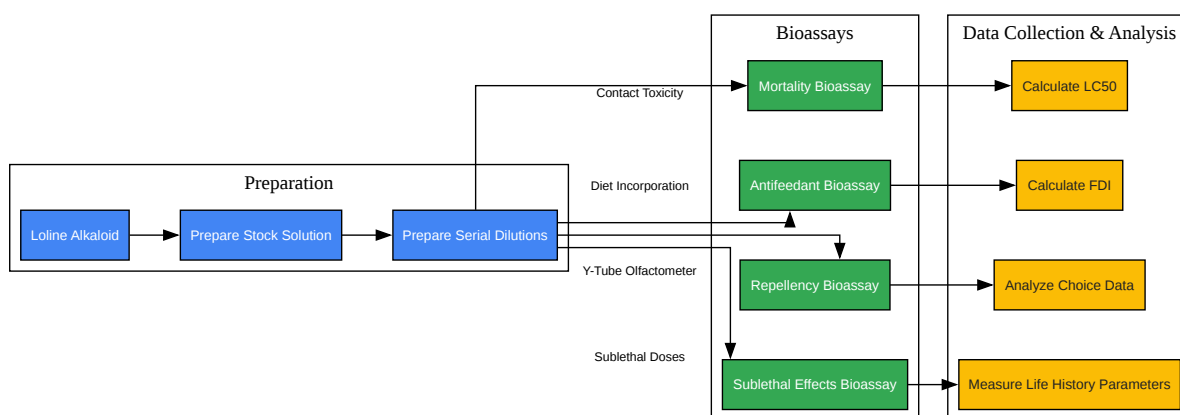 Bioassays
Data Collection & Analysis
Contact Toxicity
Mortality Bioassay
Calculate LC50
Preparation
Diet Incorporation
Antifeedant Bioassay
Calculate FDI
Loline Alkaloid
Prepare Stock Solution
Prepare Serial Dilutions
Y-Tube Olfactometer
Repellency Bioassay
Analyze Choice Data
Sublethal Doses
Sublethal Effects Bioassay
Measure Life History Parameters